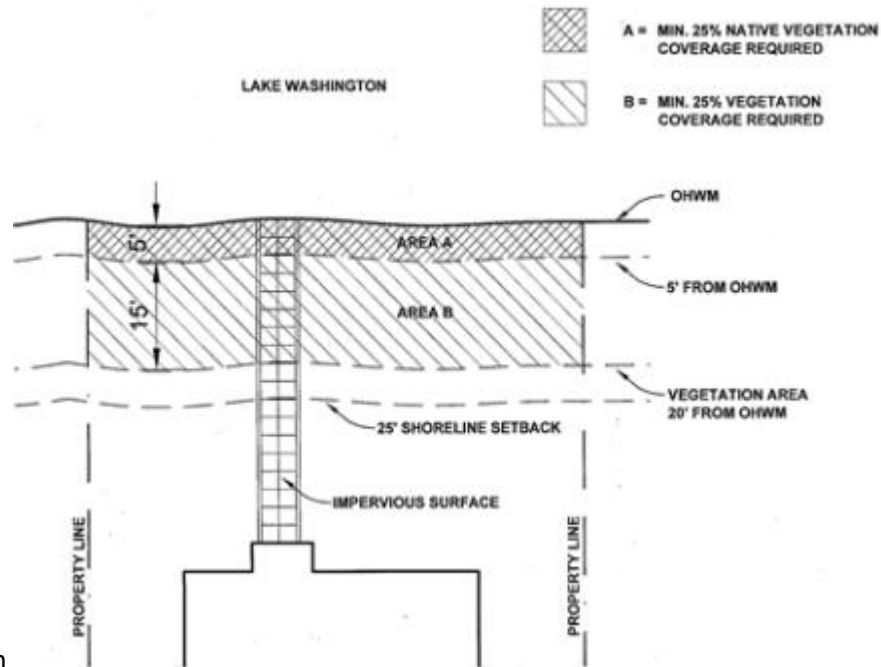 A = MIN. 25% NATIVE VEGETATION
COVERAGE REQUIRED
LAKE WASHINGTON
B = MIN. 25% VEGETATION
COVERAGE REQUIRED
OHWM
5'
AREA A
5' FROM OHWM
15'
AREA B
VEGETATION AREA
20' FROM OHWM
25' SHORELINE SETBACK
IMPERVIOUS SURFACE
PROPERTY LINE
PROPERTY LINE